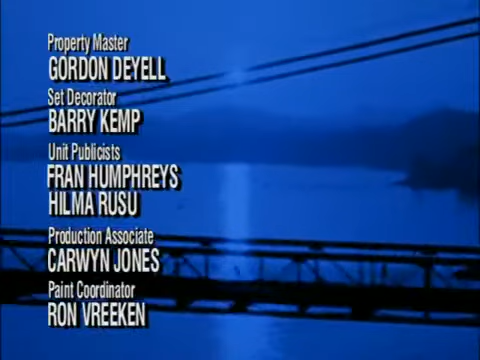 Property Master
GORDON DEYELL
Set Decorator
BARRY KEMP
Unit Publicists
FRAN HUMPHREYS
HILMA RUSU
Production Associate
CARWYN JONES
Paint Coordinator
RON VREEKEN